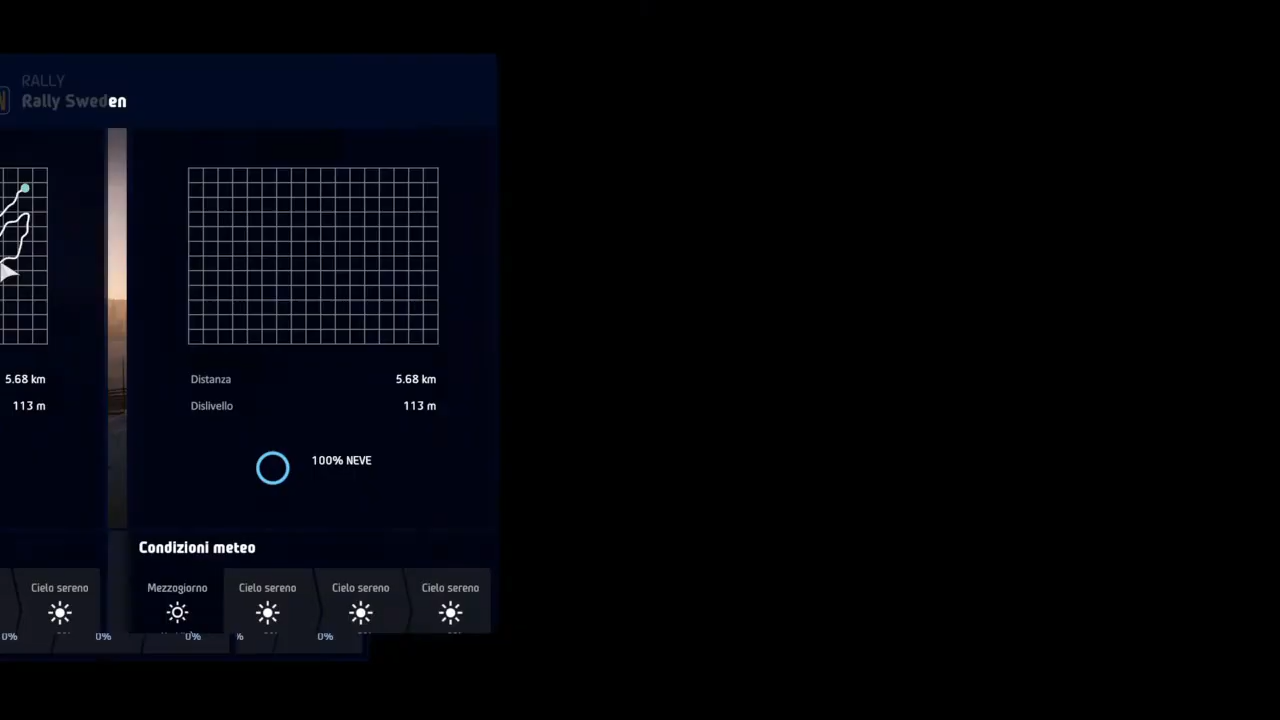 RALLY
Rally Sweden
5.68 km
113 m
Distanza 5.68 km
Dislivello 113 m
100% NEVE
Condizioni meteo
Cielo sereno
Mezzogiorno
Cielo sereno
Cielo sereno
Cielo sereno
0% 0% 0% % 0%